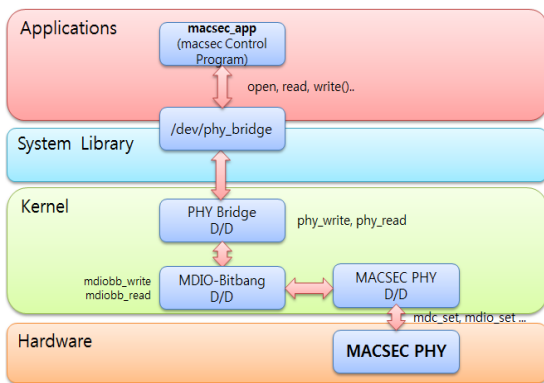 Applications
macsec_app
(macsec Control
Program)
open, read, write()..
/dev/phy_bridge
System Library
Kernel
PHY Bridge
D/D
phy_write, phy_read
mdiobb_write
mdiobb_read
MDIO-Bitbang
D/D
MACSEC PHY
D/D
mdc_set, mdio_set ...
Hardware
MACSEC PHY